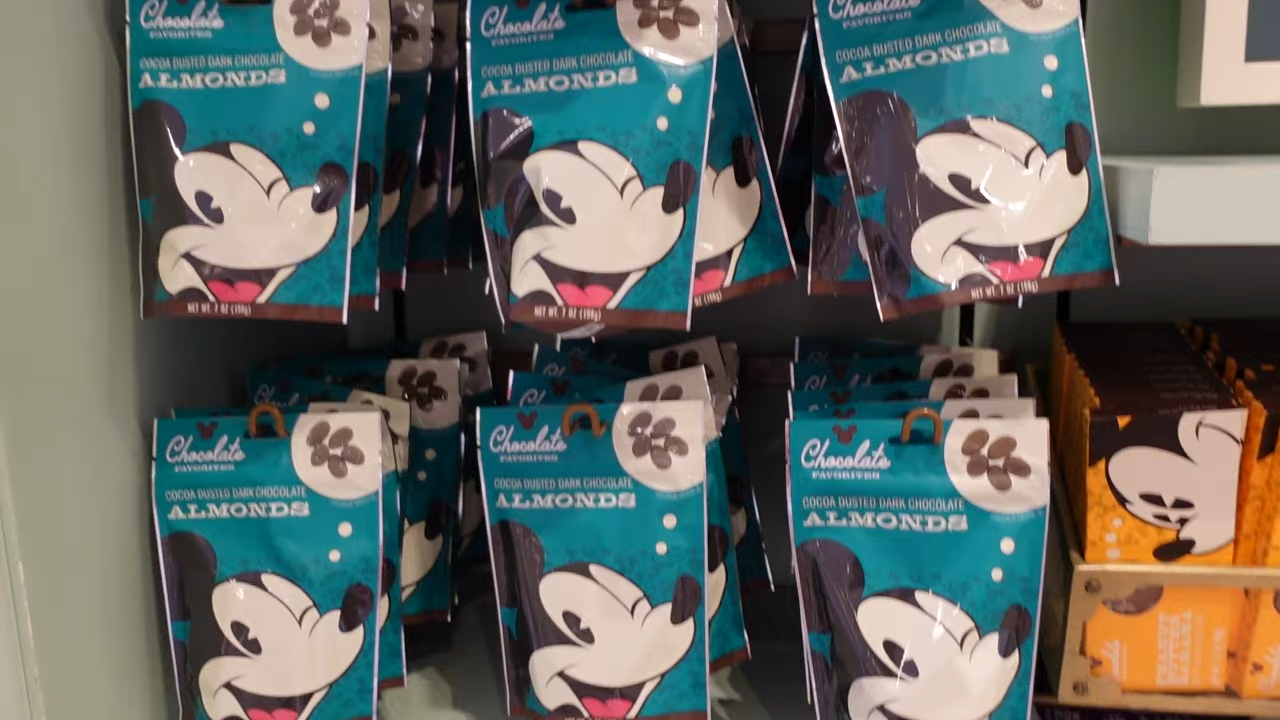 Chocolate
FAVORITES
COCOA DUSTED DARK CHOCOLATE
ALMONDS
NET WT. 7 OZ (198g)
Chocolate
FAVORITES
COCOA DUSTED DARK CHOCOLATE
ALMONDS
NET WT. 7 OZ (198g)
OZ (198g)
Chocolate
FAVORITES
COCOA DUSTED DARK CHOCOLATE
ALMONDS
NET WT. 7 OZ (198g)
Chocolate
FAVORITES
COCOA DUSTED DARK CHOCOLATE
ALMONDS
Chocolate
FAVORITES
COCOA DUSTED DARK CHOCOLATE
ALMONDS
Chocolate
FAVORITES
COCOA DUSTED DARK CHOCOLATE
ALMONDS